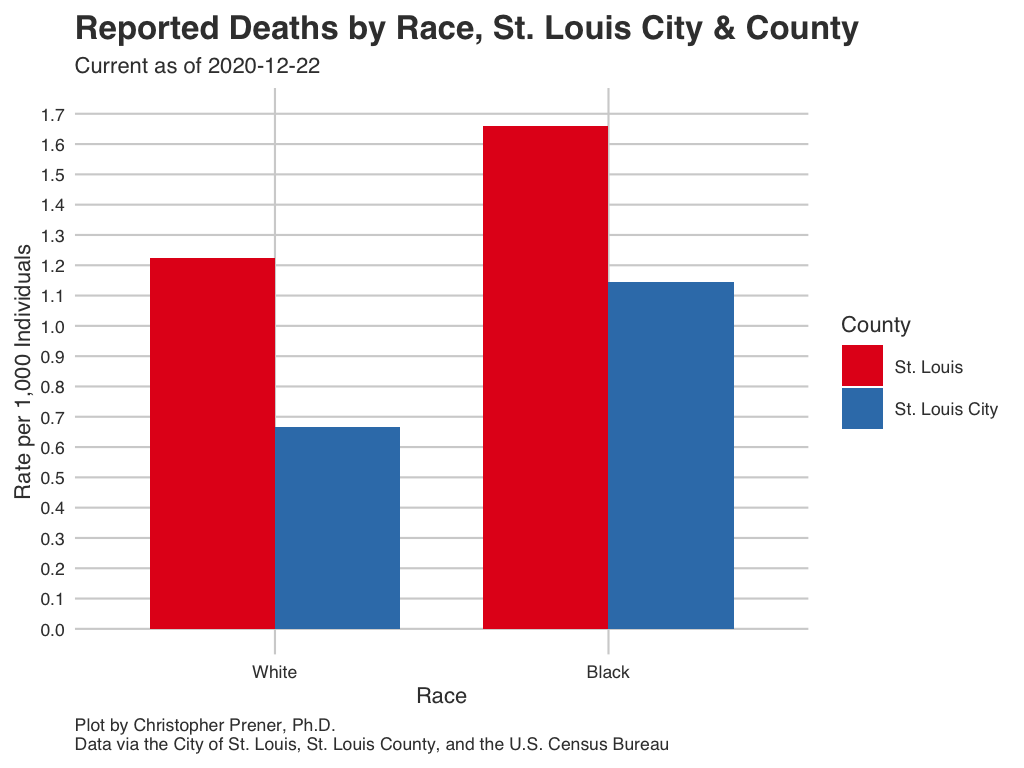 Reported Deaths by Race, St. Louis City & County
Current as of 2020-12-22
Rate per 1,000 Individuals
1.7
1.6
1.5
1.4
1.3
1.2
1.1
1.0
0.9
0.8
0.7
0.6
0.5
0.4
0.3
0.2
0.1
0.0
White
Black
Race
County
St. Louis
St. Louis City
Plot by Christopher Prener, Ph.D.
Data via the City of St. Louis, St. Louis County, and the U.S. Census Bureau